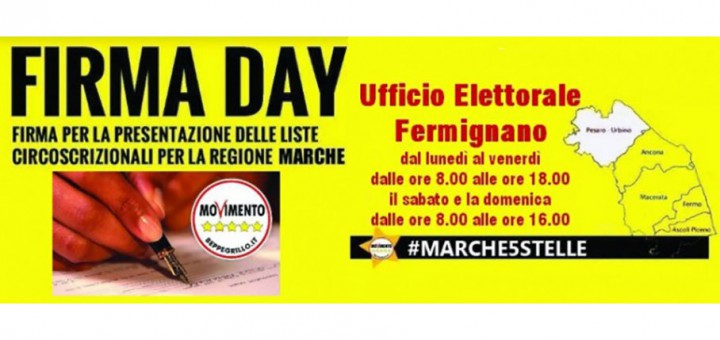 FIRMA DAY
FIRMA PER LA PRESENTAZIONE DELLE LISTE
CIRCOSCRIZIONALI PER LA REGIONE MARCHE
MOVIMENTO
BEPPEGRILLO.IT
Ufficio Elettorale
Fermignano
dal lunedì al venerdì
dalle ore 8.00 alle ore 18.00
il sabato e la domenica
dalle ore 8.00 alle ore 16.00
Pesaro - Urbino
Ancona
Macerata
Fermo
Ascoli Piceno
MOVIMENTO
#MARCHE5STELLE